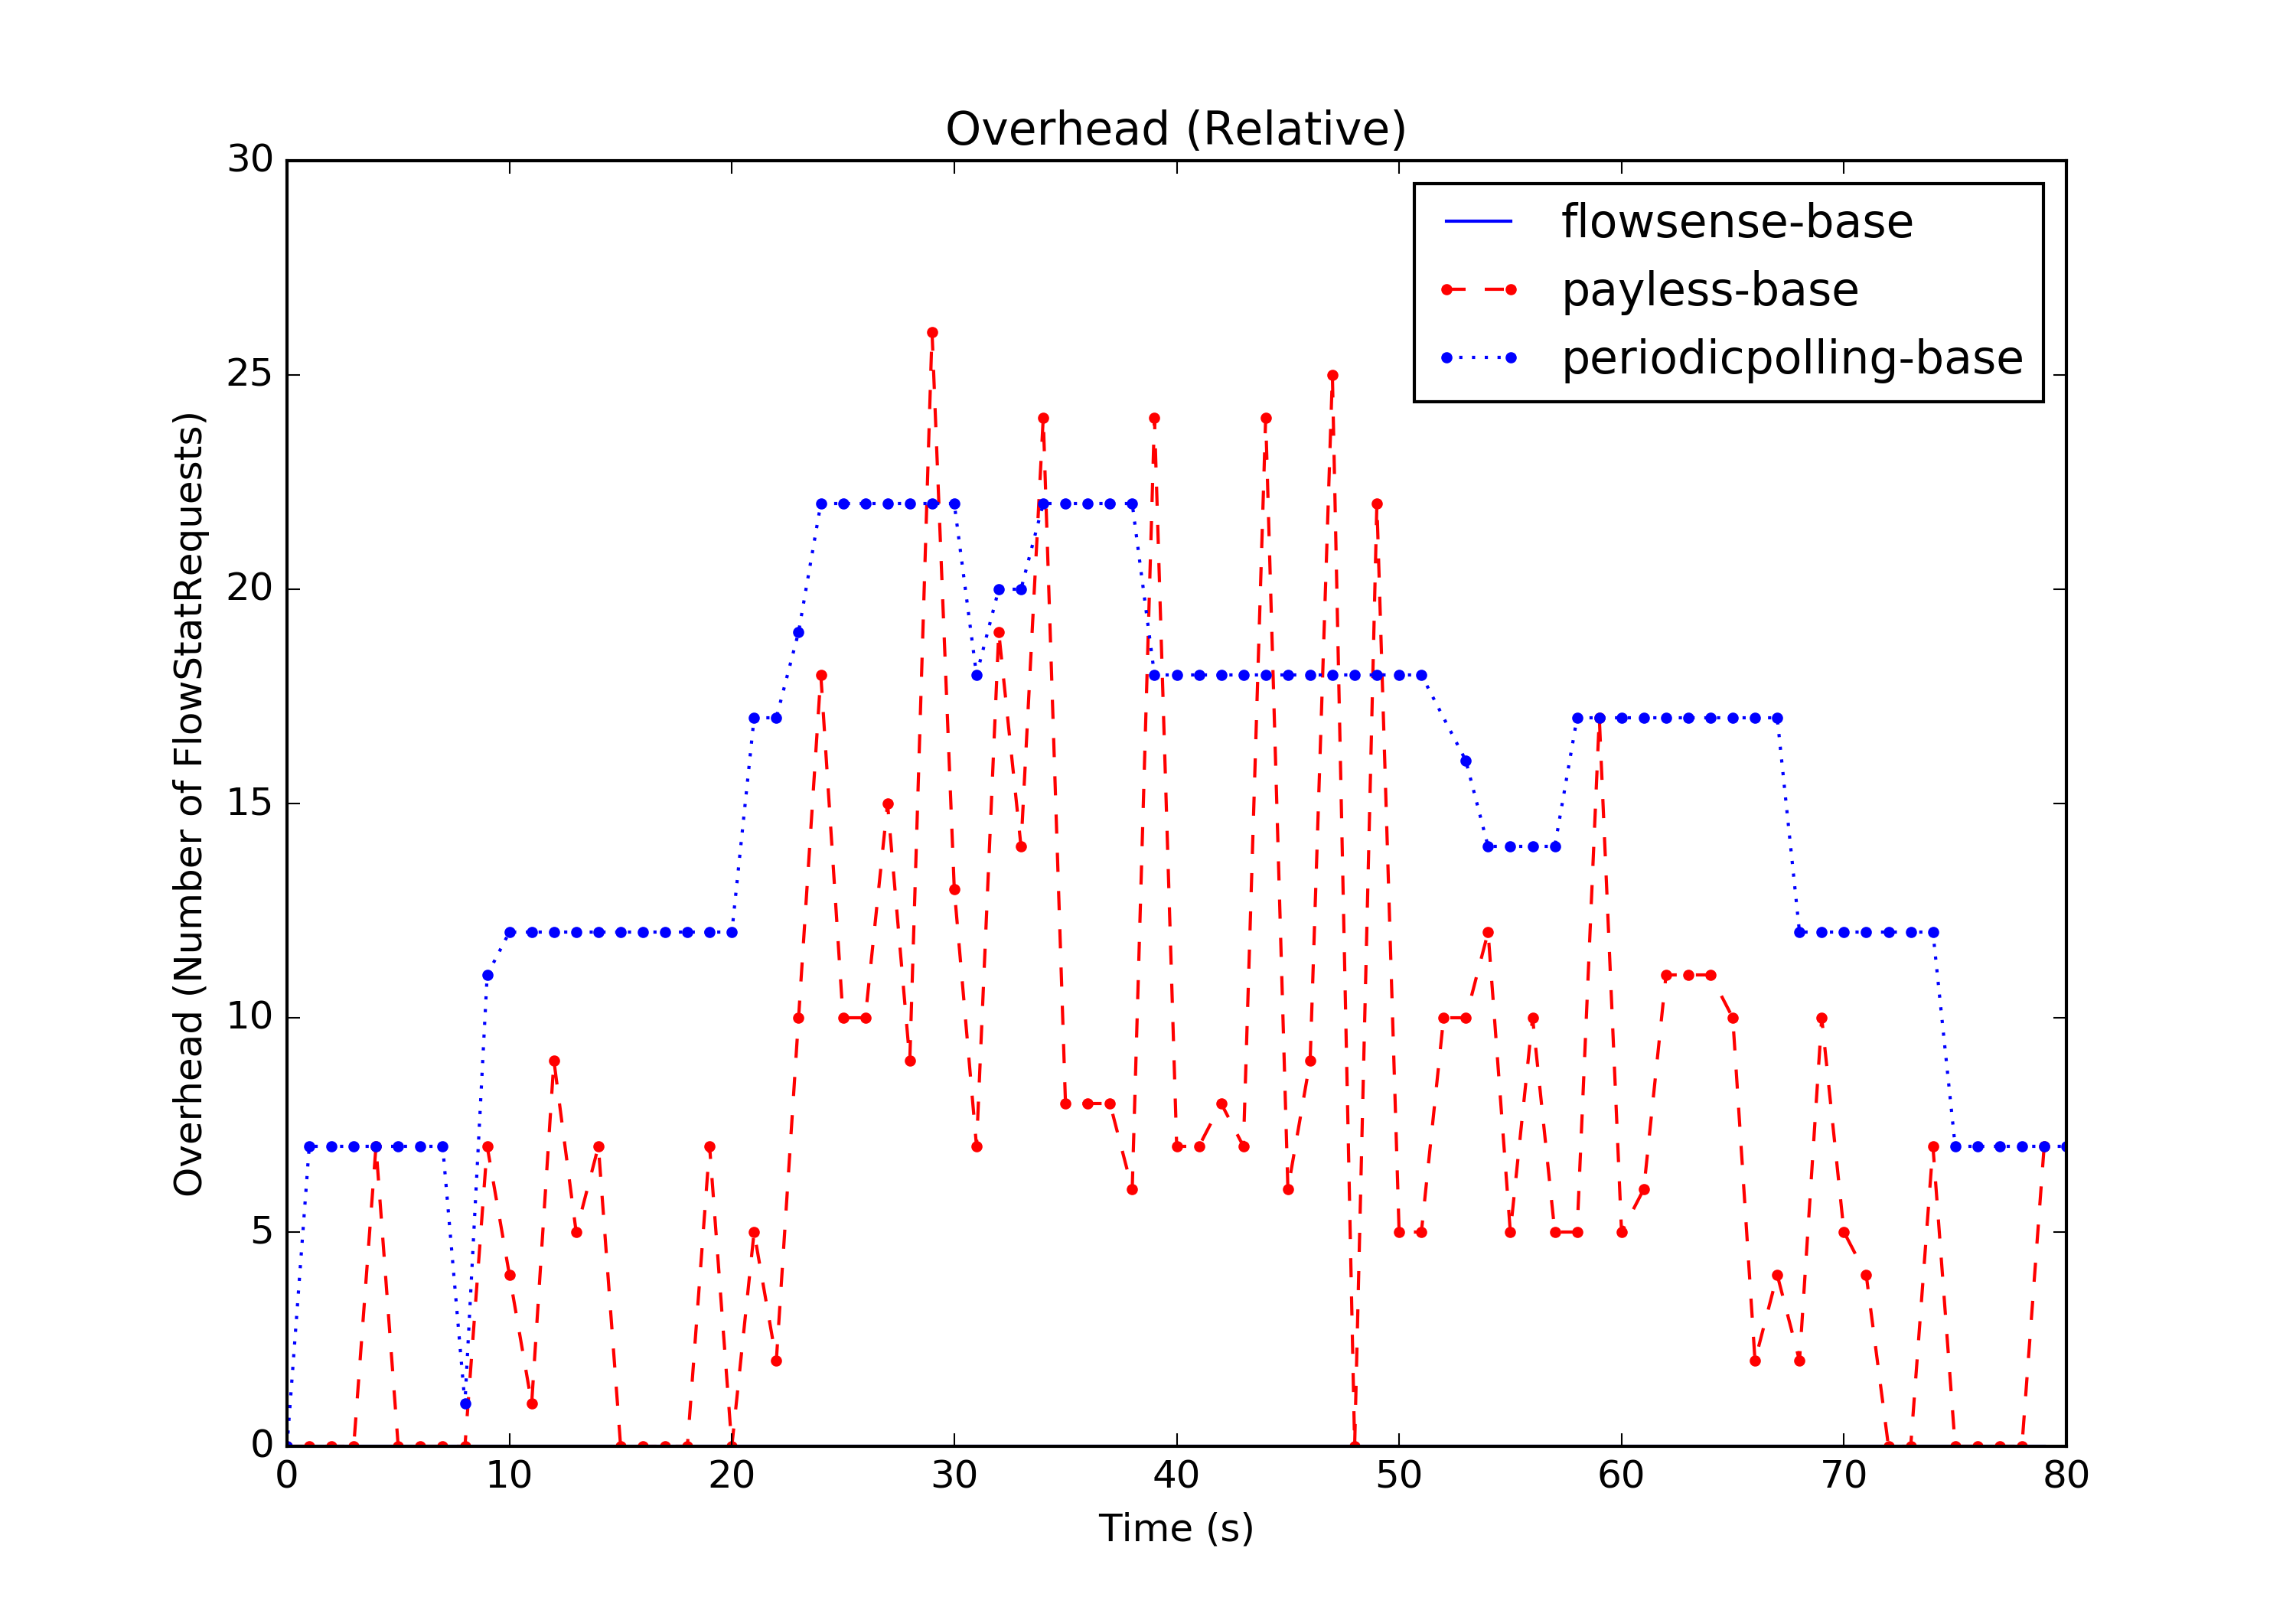 Overhead (Relative)
30
25
20
15
10
5
0
Overhead (Number of FlowStatRequests)
flowsense-base
payless-base
periodicpolling-base
0 10 20 30 40 50 60 70 80
Time (s)